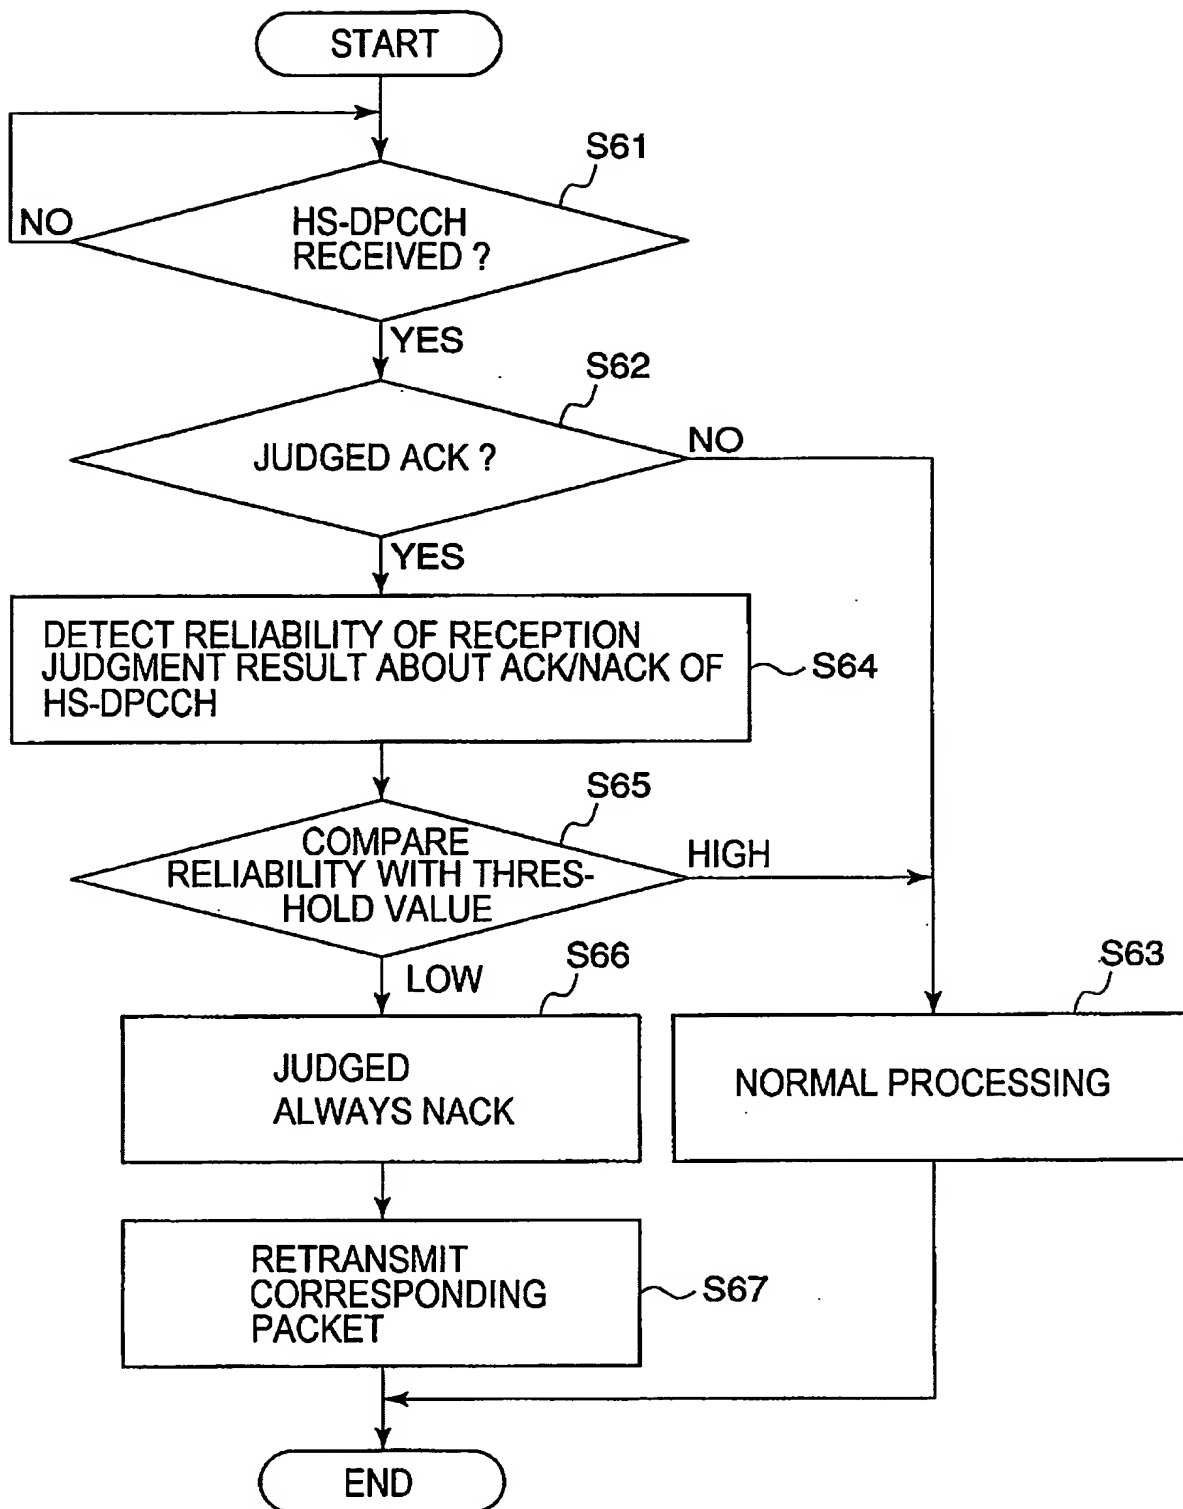 START
S61
NO
HS-DPCCH
RECEIVED ?
YES
S62
JUDGED ACK ?
NO
YES
DETECT RELIABILITY OF RECEPTION
JUDGMENT RESULT ABOUT ACK/NACK OF
HS-DPCCH
S64
S65
COMPARE
RELIABILITY WITH THRES-
HOLD VALUE
HIGH
LOW
S66
S63
JUDGED
ALWAYS NACK
NORMAL PROCESSING
RETRANSMIT
CORRESPONDING
PACKET
S67
END